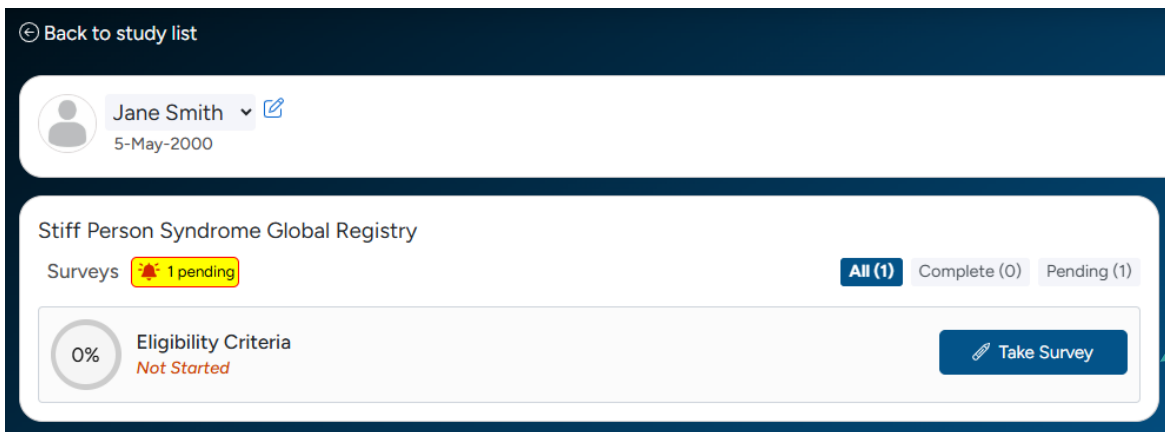 Back to study list
Jane Smith
5-May-2000
Stiff Person Syndrome Global Registry
Surveys 1 pending All (1) Complete (0) Pending (1)
0% Eligibility Criteria Take Survey
Not Started